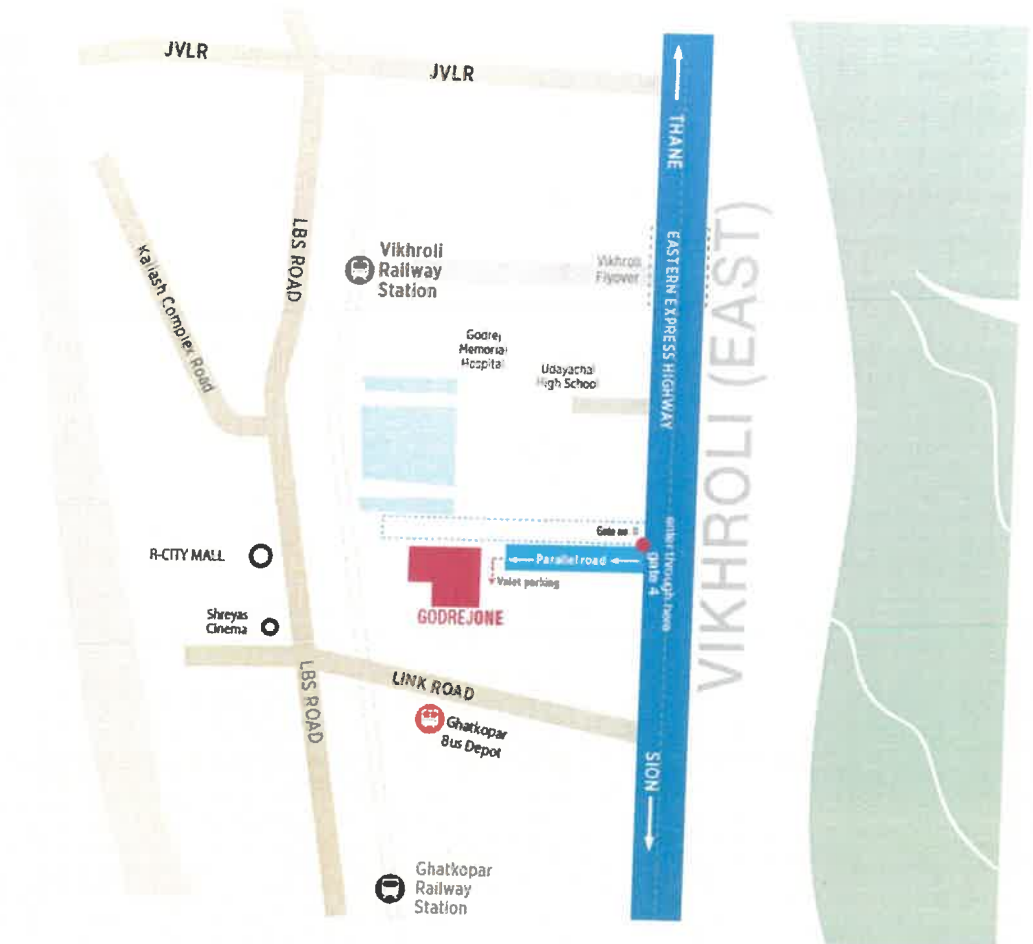 JVLR
JVLR
THANE
EASTERN EXPRESS HIGHWAY
LBS ROAD
Kailash Complex Road
Vikhroli
Railway
Station
Vikhroli
Flyover
Godrej
Memorial
Hospital
Udayachal
High School
VIKHROLI (EAST)
Gate no
enter through here
gate 4
Parallel road
Valet parking
R-CITY MALL
GODREJONE
Shreyas
Cinema
LINK ROAD
LBS ROAD
Ghatkopar
Bus Depot
SION
Ghatkopar
Railway
Station